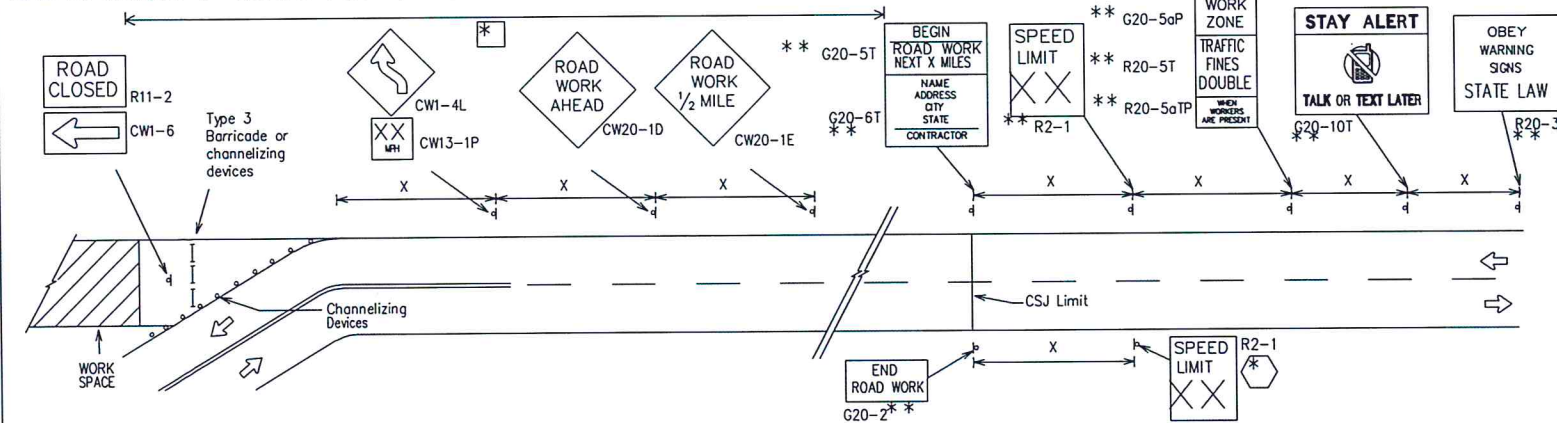 ROAD
CLOSED
R11-2
CW1-6
Type 3
Barricade or
channelizing
devices
*
CW1-4L
XX
MPH
CW13-1P
ROAD
WORK
AHEAD
CW20-1D
ROAD
WORK
1/2 MILE
CW20-1E
** G20-5T
BEGIN
ROAD WORK
NEXT X MILES
NAME
ADDRESS
CITY
STATE
CONTRACTOR
G20-6T
**
SPEED
LIMIT
XX
** R2-1
** G20-5aP
** R20-5T
** R20-5aTP
WORK
ZONE
TRAFFIC
FINES
DOUBLE
WHEN
WORKERS
ARE PRESENT
STAY ALERT
TALK OR TEXT LATER
G20-10T
**
OBEY
WARNING
SIGNS
STATE LAW
R20-3
**
X
X
X
X
X
X
X
Channelizing
Devices
WORK
SPACE
CSJ Limit
END
ROAD WORK
G20-2**
X
SPEED
LIMIT
XX
R2-1
*